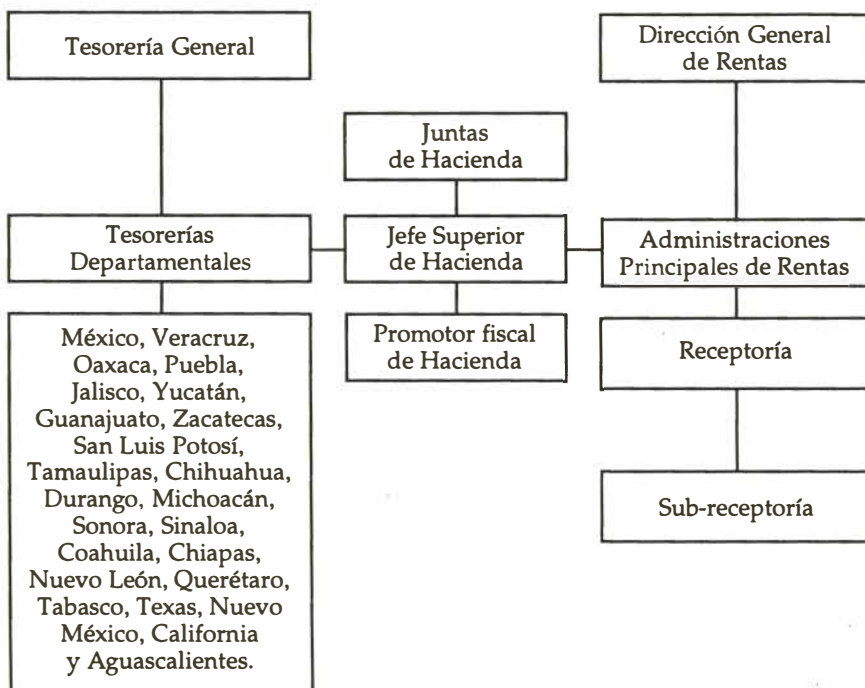 Tesorería General
Dirección General
de Rentas
Juntas
de Hacienda
Tesorerías
Departamentales
Jefe Superior
de Hacienda
Administraciones
Principales de Rentas
México, Veracruz,
Oaxaca, Puebla,
Jalisco, Yucatán,
Guanajuato, Zacatecas,
San Luis Potosí,
Tamaulipas, Chihuahua,
Durango, Michoacán,
Sonora, Sinaloa,
Coahuila, Chiapas,
Nuevo León, Querétaro,
Tabasco, Texas, Nuevo
México, California
y Aguascalientes.
Promotor fiscal
de Hacienda
Receptoría
Sub-receptoría